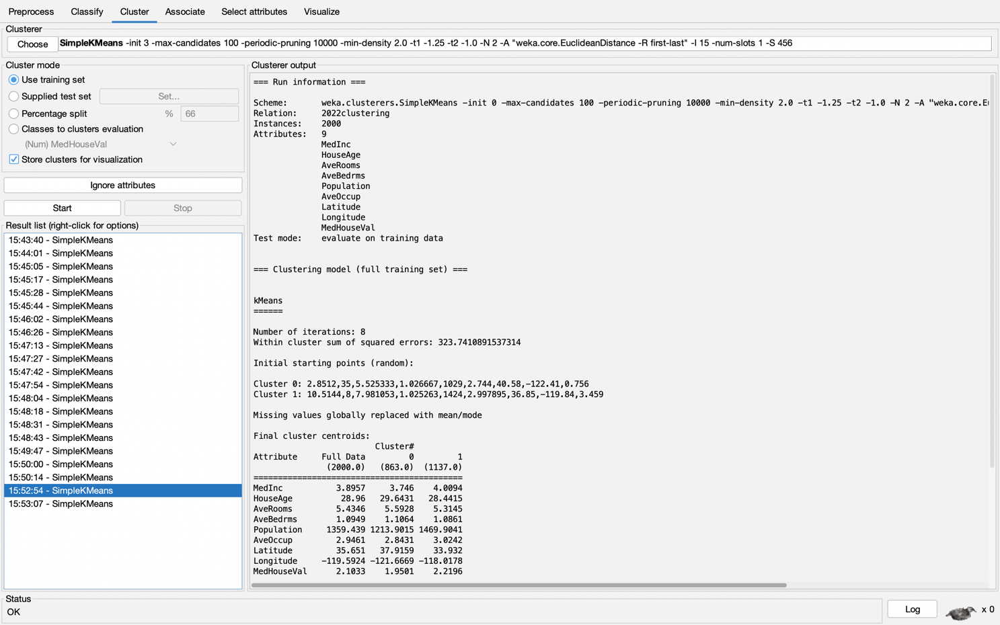 Preprocess Classify Cluster Associate Select attributes Visualize
Clusterer
Choose SimpleKMeans -init 3 -max-candidates 100 -periodic-pruning 10000 -min-density 2.0 -t1 -1.25 -t2 -1.0 -N 2 -A "weka.core.EuclideanDistance -R first-last" -I 15 -num-slots 1 -S 456
Cluster mode
Use training set
Supplied test set Set...
Percentage split % 66
Classes to clusters evaluation
(Num) MedHouseVal
Store clusters for visualization
Ignore attributes
Start Stop
Result list (right-click for options)
15:43:40 - SimpleKMeans
15:44:01 - SimpleKMeans
15:45:05 - SimpleKMeans
15:45:17 - SimpleKMeans
15:45:28 - SimpleKMeans
15:45:44 - SimpleKMeans
15:46:02 - SimpleKMeans
15:46:26 - SimpleKMeans
15:47:13 - SimpleKMeans
15:47:27 - SimpleKMeans
15:47:42 - SimpleKMeans
15:47:54 - SimpleKMeans
15:48:04 - SimpleKMeans
15:48:18 - SimpleKMeans
15:48:31 - SimpleKMeans
15:48:43 - SimpleKMeans
15:49:47 - SimpleKMeans
15:50:00 - SimpleKMeans
15:50:14 - SimpleKMeans
15:52:54 - SimpleKMeans
15:53:07 - SimpleKMeans
Clusterer output
=== Run information ===
Scheme: weka.clusterers.SimpleKMeans -init 0 -max-candidates 100 -periodic-pruning 10000 -min-density 2.0 -t1 -1.25 -t2 -1.0 -N 2 -A "weka.core.Eu
Relation: 2022clustering
Instances: 2000
Attributes: 9
MedInc
HouseAge
AveRooms
AveBedrms
Population
AveOccup
Latitude
Longitude
MedHouseVal
Test mode: evaluate on training data
=== Clustering model (full training set) ===
kMeans
======
Number of iterations: 8
Within cluster sum of squared errors: 323.7410891537314
Initial starting points (random):
Cluster 0: 2.8512,35,5.525333,1.026667,1029,2.744,40.58,-122.41,0.756
Cluster 1: 10.5144,8,7.981053,1.025263,1424,2.997895,36.85,-119.84,3.459
Missing values globally replaced with mean/mode
Final cluster centroids:
Cluster#
Attribute Full Data 0 1
(2000.0) (863.0) (1137.0)
===========================================
MedInc 3.8957 3.746 4.0094
HouseAge 28.96 29.6431 28.4415
AveRooms 5.4346 5.5928 5.3145
AveBedrms 1.0949 1.1064 1.0861
Population 1359.439 1213.9015 1469.9041
AveOccup 2.9461 2.8431 3.0242
Latitude 35.651 37.9159 33.932
Longitude -119.5924 -121.6669 -118.0178
MedHouseVal 2.1033 1.9501 2.2196
Status
OK
Log x 0